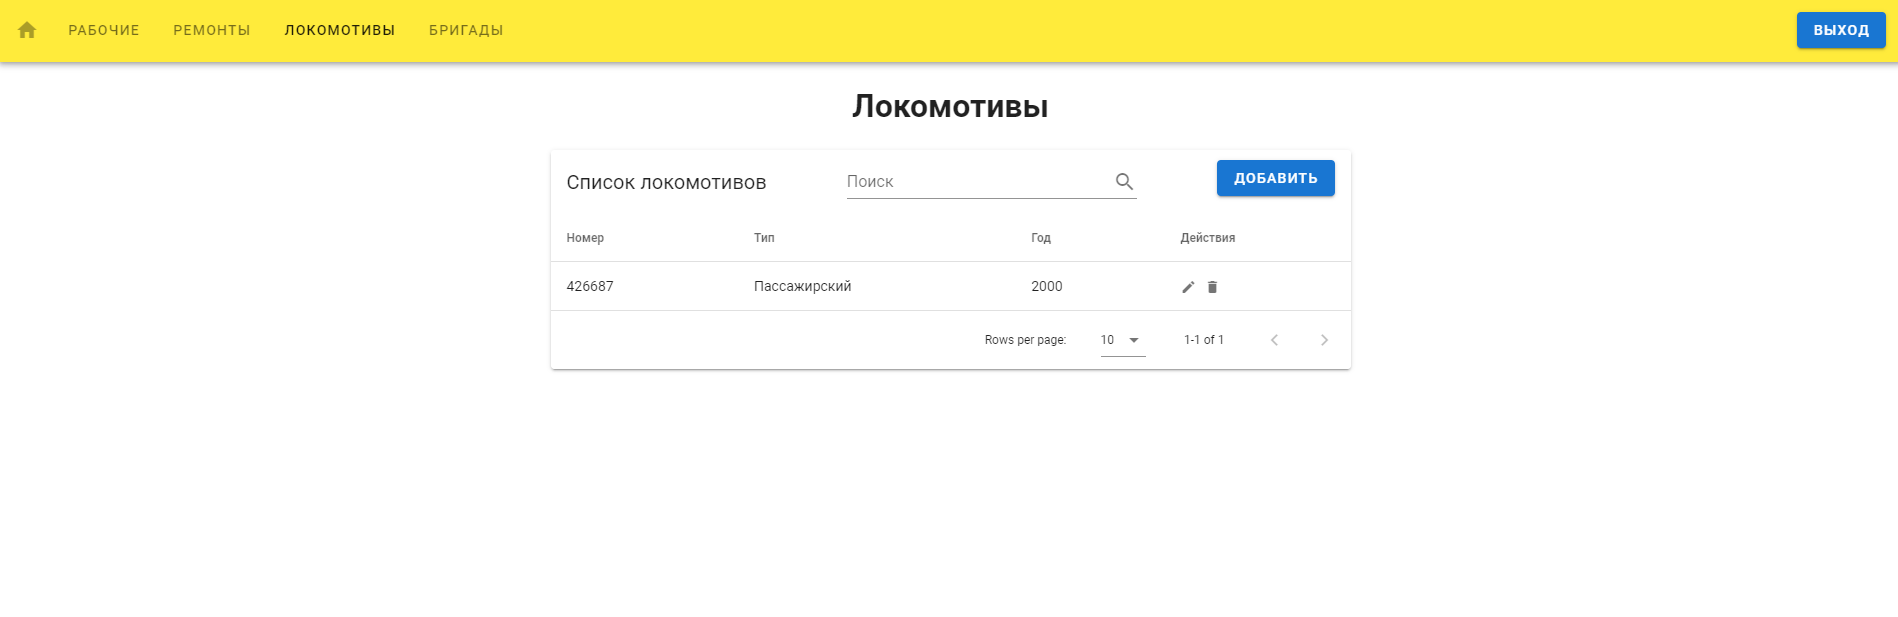 РАБОЧИЕ РЕМОНТЫ ЛОКОМОТИВЫ БРИГАДЫ ВЫХОД
Локомотивы
Список локомотивов Поиск ДОБАВИТЬ
Номер Тип Год Действия
426687 Пассажирский 2000
Rows per page: 10 1-1 of 1